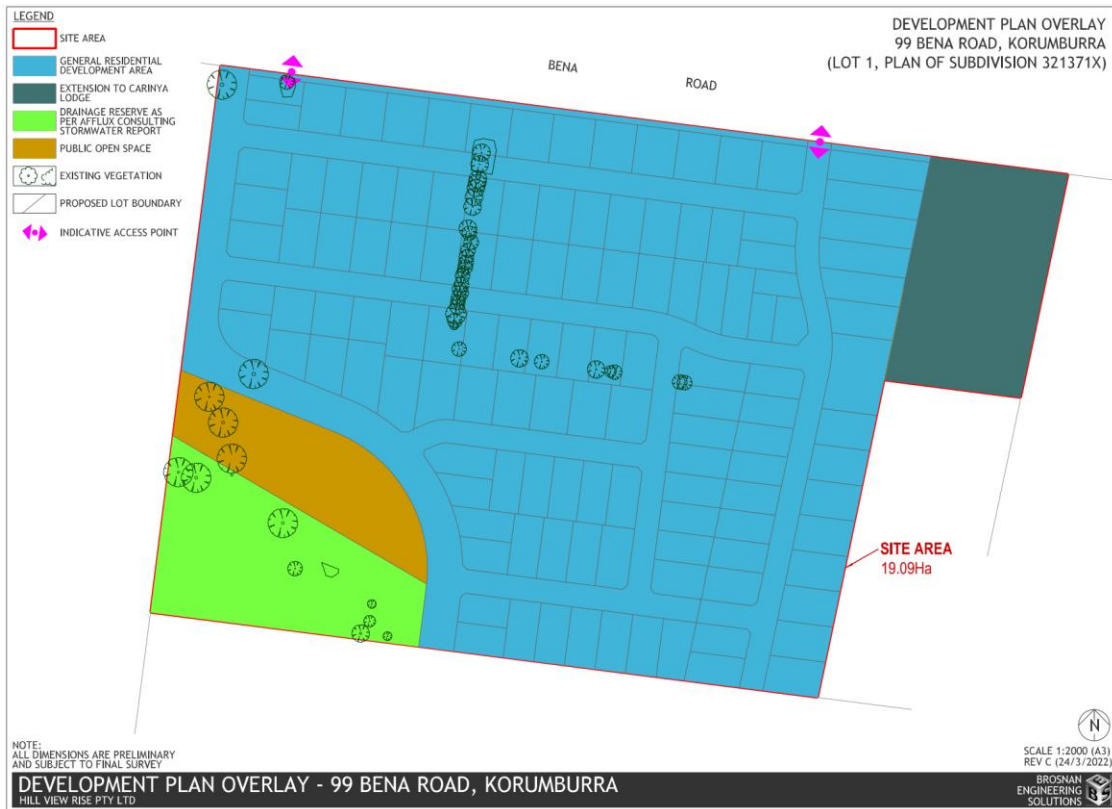 LEGEND
SITE AREA
GENERAL RESIDENTIAL
DEVELOPMENT AREA
EXTENSION TO CARINYA
LODGE
DRAINAGE RESERVE AS
PER AFFLUX CONSULTING
STORMWATER REPORT
PUBLIC OPEN SPACE
EXISTING VEGETATION
PROPOSED LOT BOUNDARY
INDICATIVE ACCESS POINT
DEVELOPMENT PLAN OVERLAY
99 BENA ROAD, KORUMBURRA
(LOT 1, PLAN OF SUBDIVISION 321371X)
BENA ROAD
SITE AREA
19.09Ha
N
NOTE:
ALL DIMENSIONS ARE PRELIMINARY
AND SUBJECT TO FINAL SURVEY
SCALE 1:2000 (A3)
REV C (24/3/2022)
DEVELOPMENT PLAN OVERLAY - 99 BENA ROAD, KORUMBURRA
HILL VIEW RISE PTY LTD
BROSNAN
ENGINEERING
SOLUTIONS